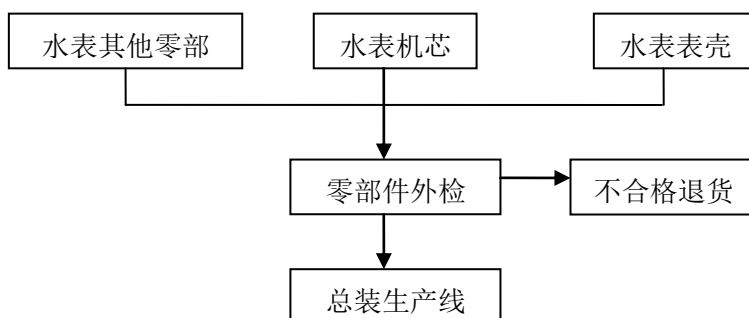 水表其他零部
水表机芯
水表表壳
零部件外检
不合格退货
总装生产线